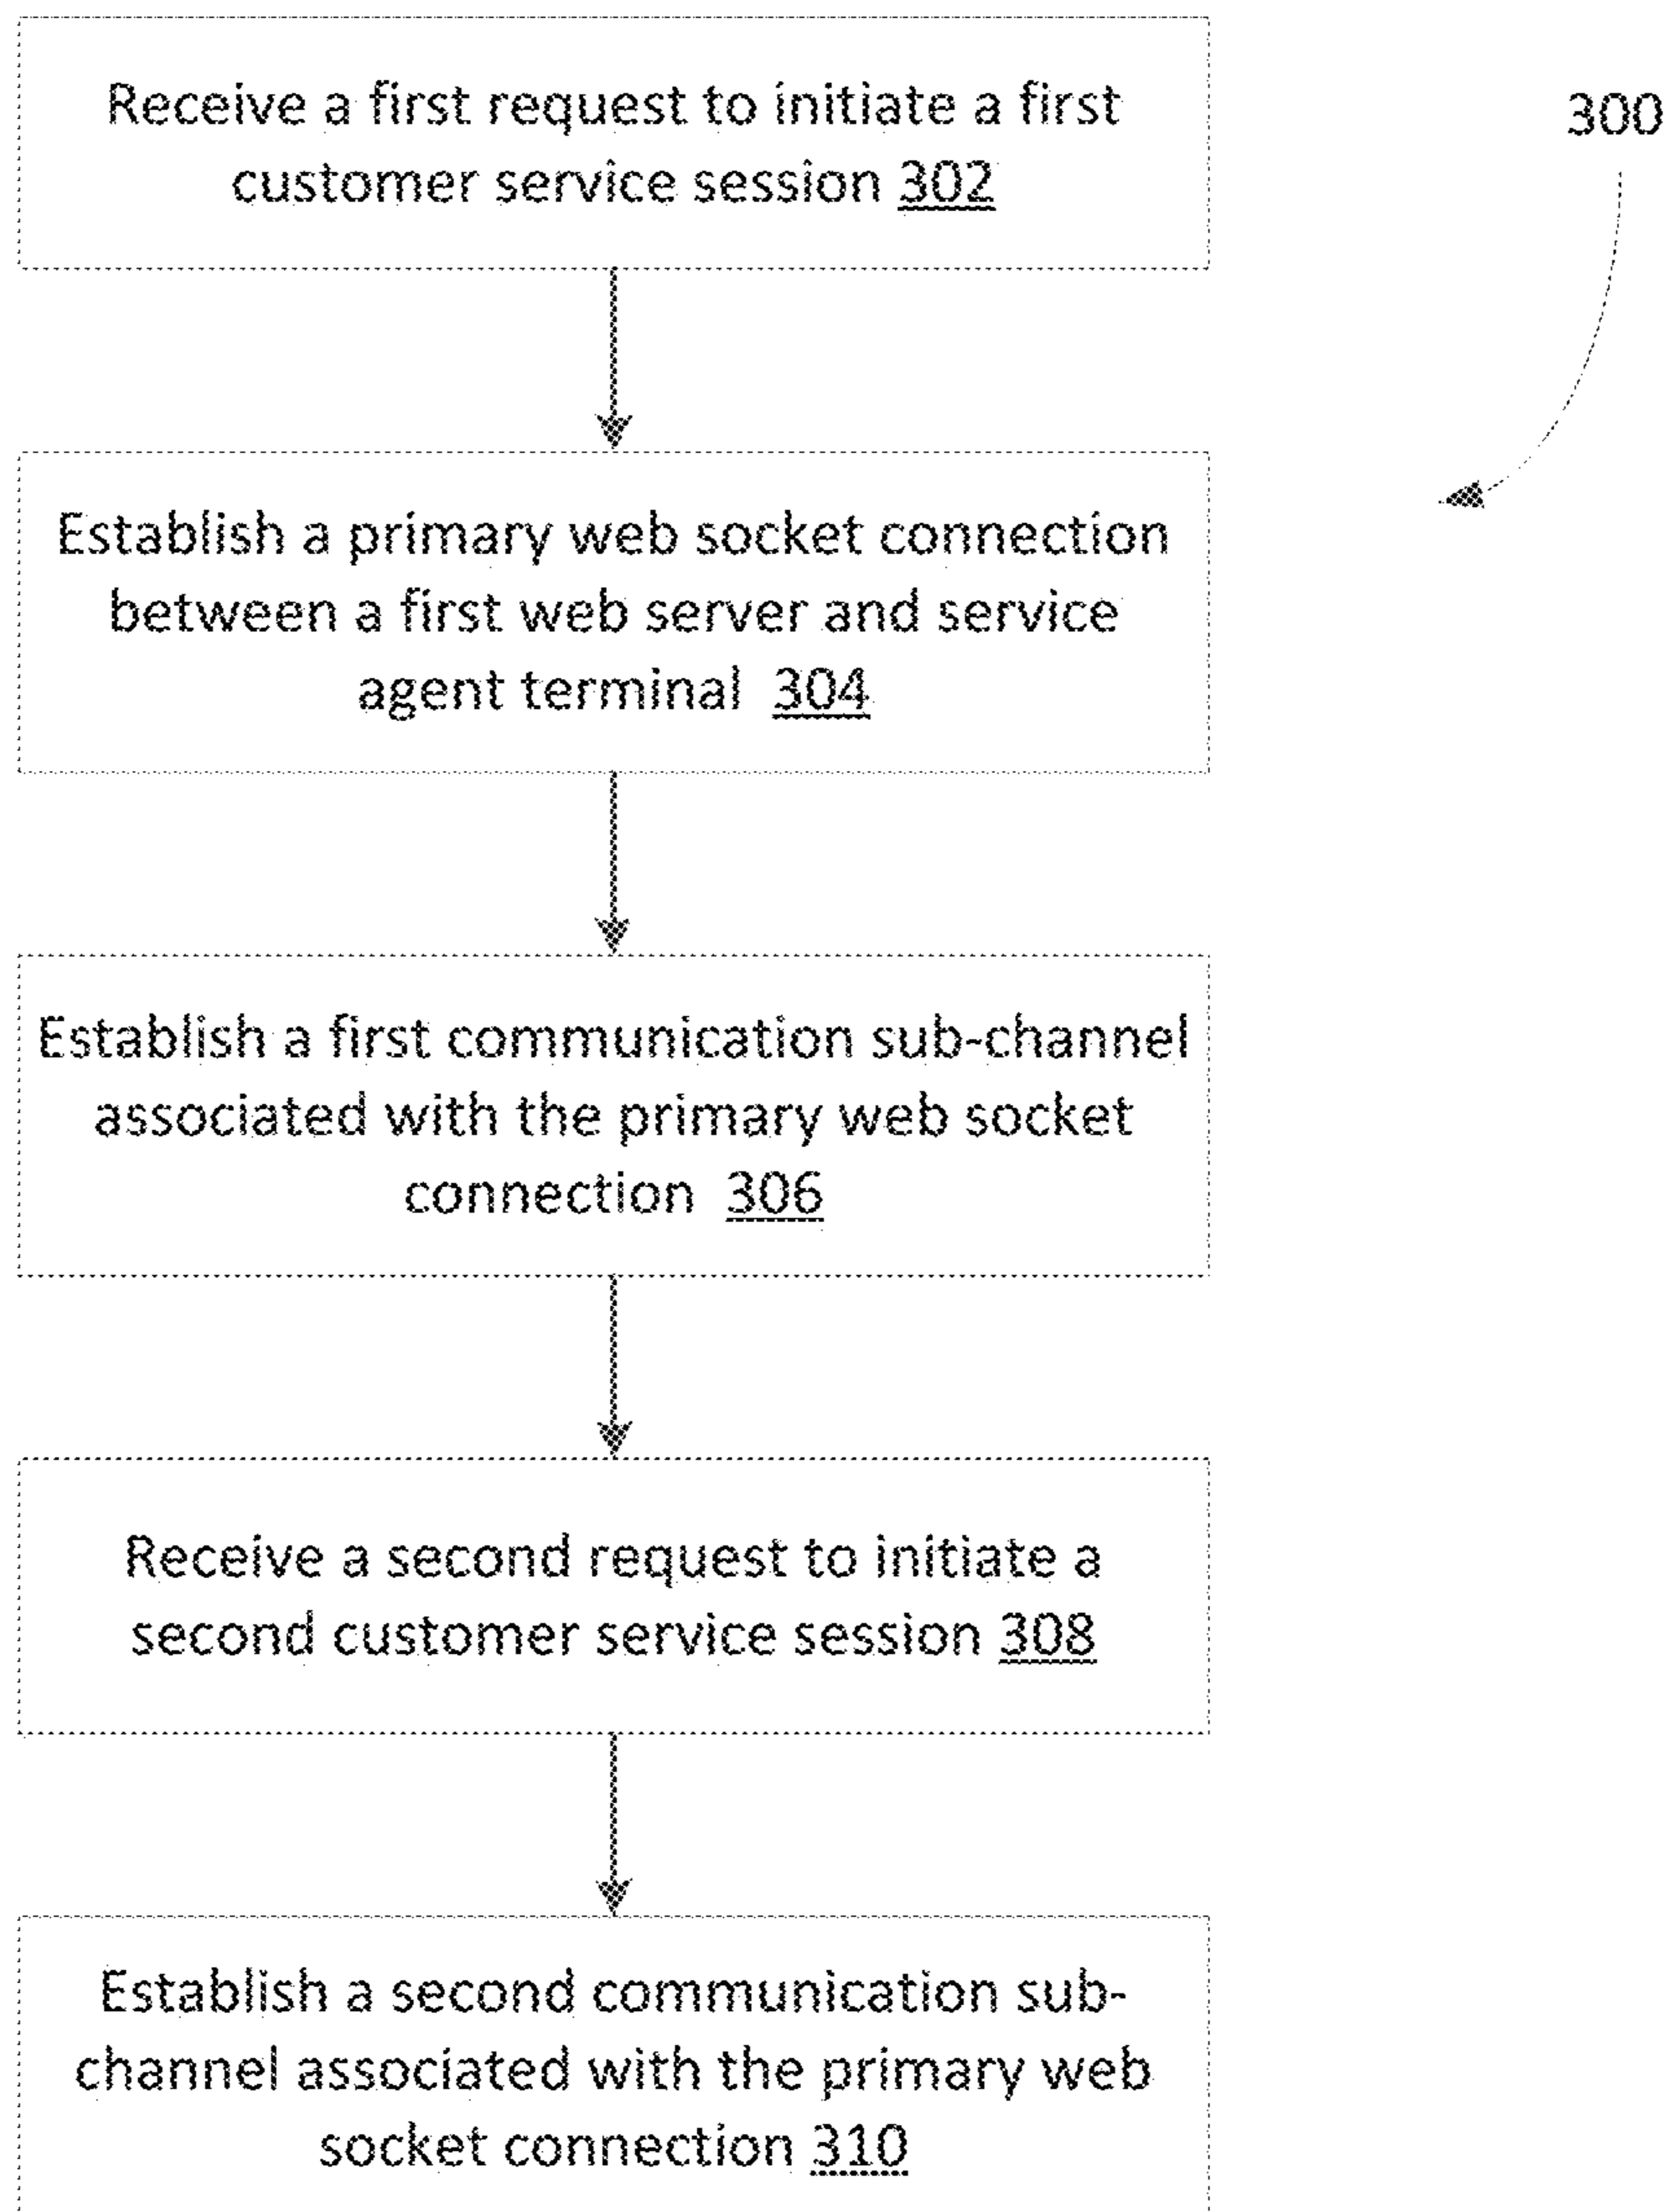 Receive a first request to initiate a first
customer service session 302
300
Establish a primary web socket connection
between a first web server and service
agent terminal 304
Establish a first communication sub-channel
associated with the primary web socket
connection 306
Receive a second request to initiate a
second customer service session 308
Establish a second communication sub-
channel associated with the primary web
socket connection 310